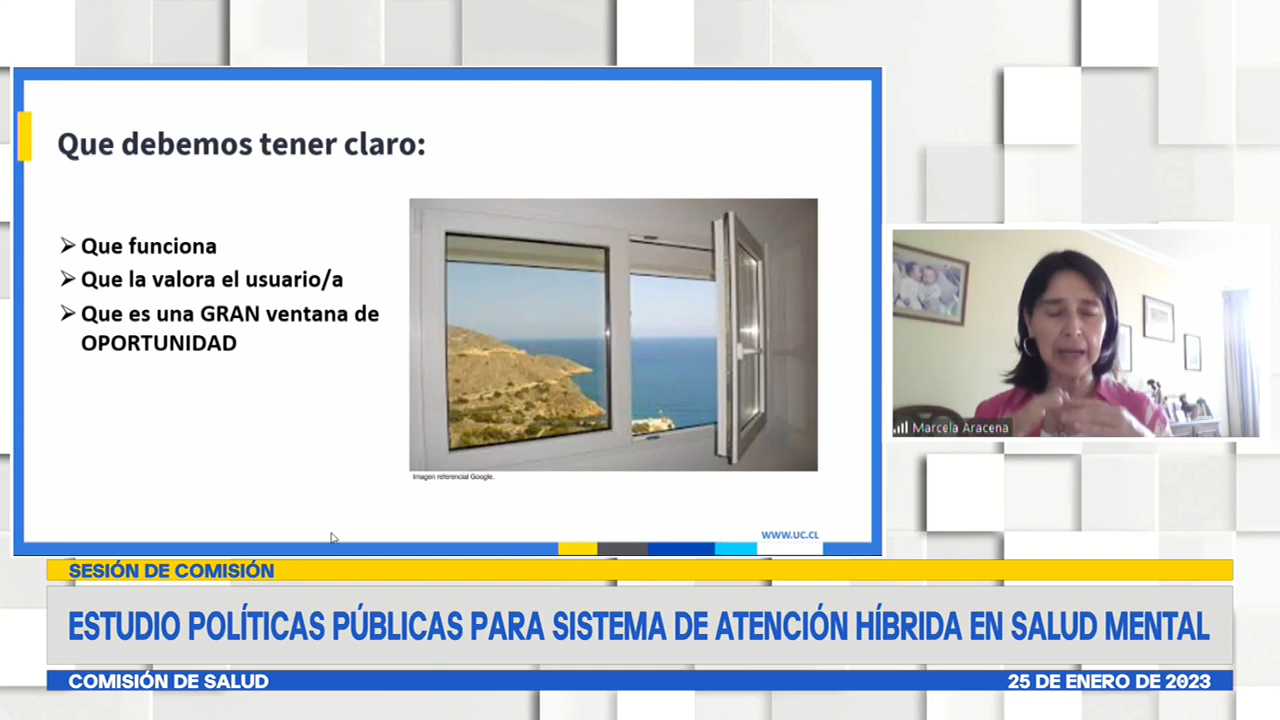 Que debemos tener claro:
➢ Que funciona
➢ Que la valora el usuario/a
➢ Que es una GRAN ventana de
OPORTUNIDAD
Imagen referencial Google.
WWW.UC.CL
Marcela Aracena
SESIÓN DE COMISIÓN
ESTUDIO POLÍTICAS PÚBLICAS PARA SISTEMA DE ATENCIÓN HÍBRIDA EN SALUD MENTAL
COMISIÓN DE SALUD
25 DE ENERO DE 2023